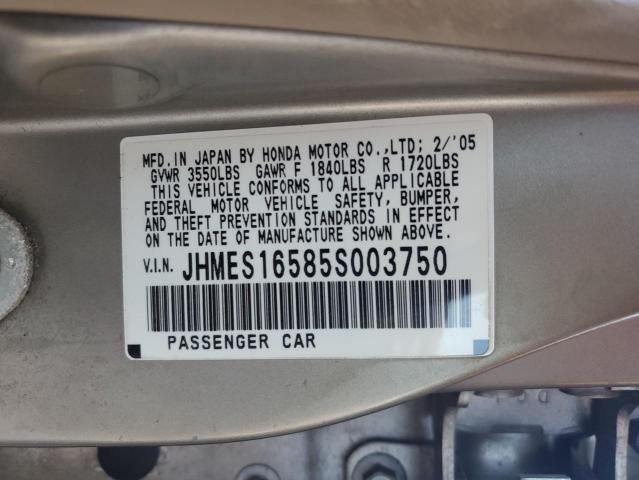 MFD. IN JAPAN BY HONDA MOTOR CO., LTD; 2/'05
GVWR 3550LBS GAWR F 1840LBS R 1720LBS
THIS VEHICLE CONFORMS TO ALL APPLICABLE
FEDERAL MOTOR VEHICLE SAFETY, BUMPER,
AND THEFT PREVENTION STANDARDS IN EFFECT
ON THE DATE OF MANUFACTURE SHOWN ABOVE.
V.I.N. JHMES16585S003750
PASSENGER CAR